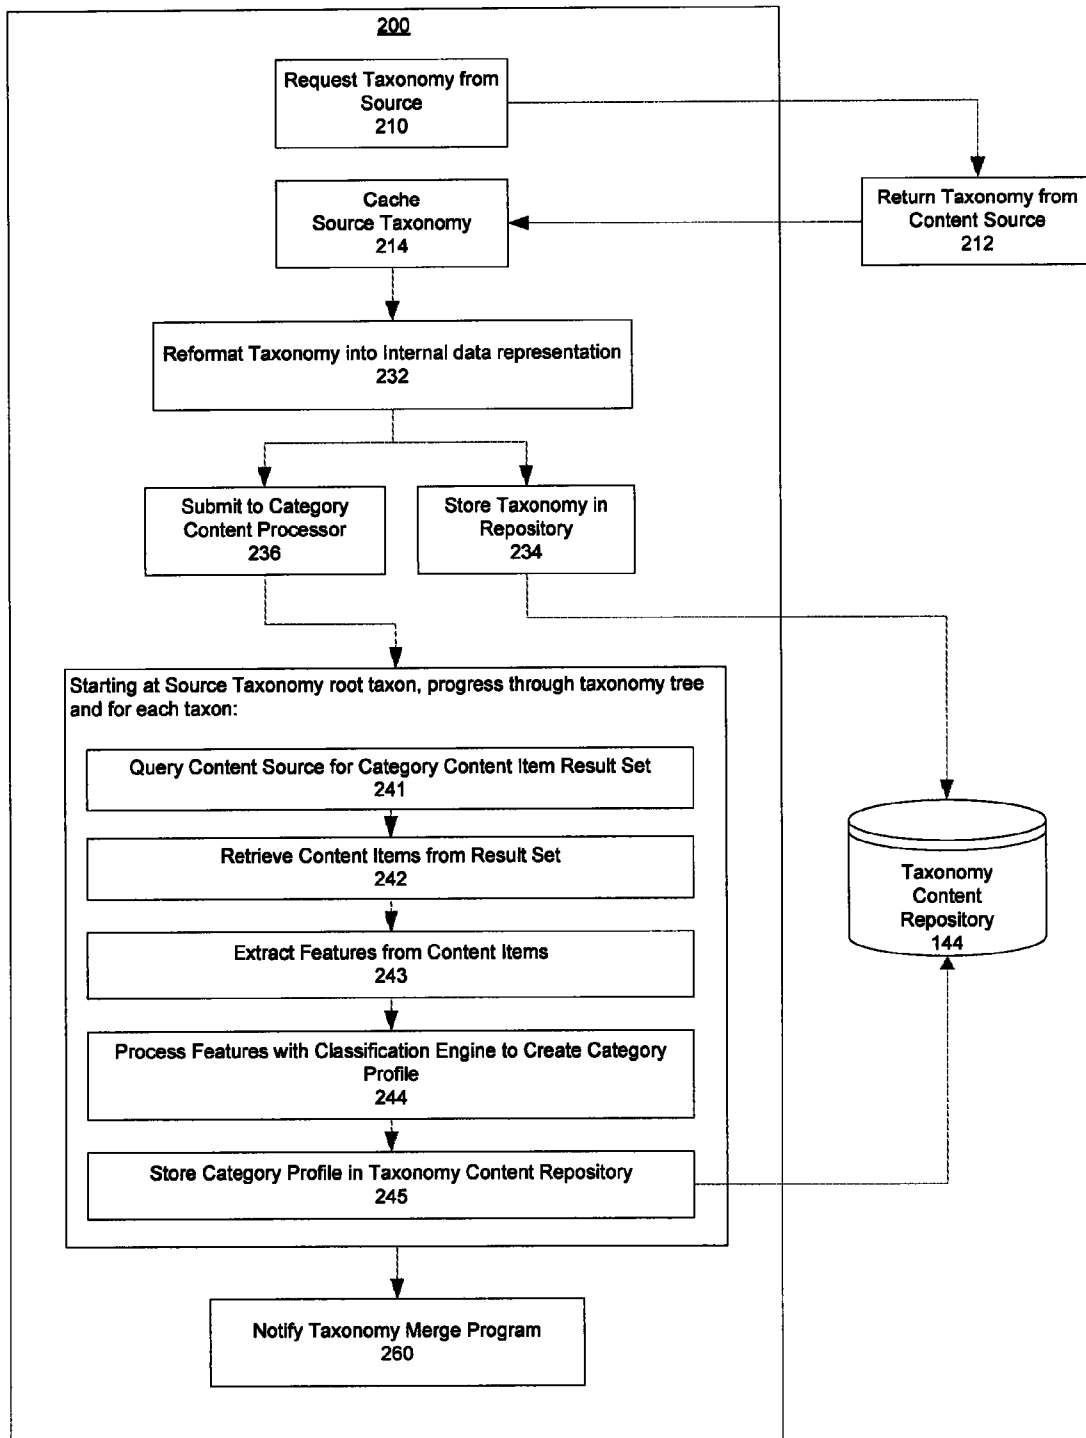 200
Request Taxonomy from
Source
210
Cache
Source Taxonomy
214
Return Taxonomy from
Content Source
212
Reformat Taxonomy into Internal data representation
232
Submit to Category
Content Processor
236
Store Taxonomy in
Repository
234
Starting at Source Taxonomy root taxon, progress through taxonomy tree
and for each taxon:
Query Content Source for Category Content Item Result Set
241
Retrieve Content Items from Result Set
242
Extract Features from Content Items
243
Process Features with Classification Engine to Create Category
Profile
244
Store Category Profile in Taxonomy Content Repository
245
Taxonomy
Content
Repository
144
Notify Taxonomy Merge Program
260